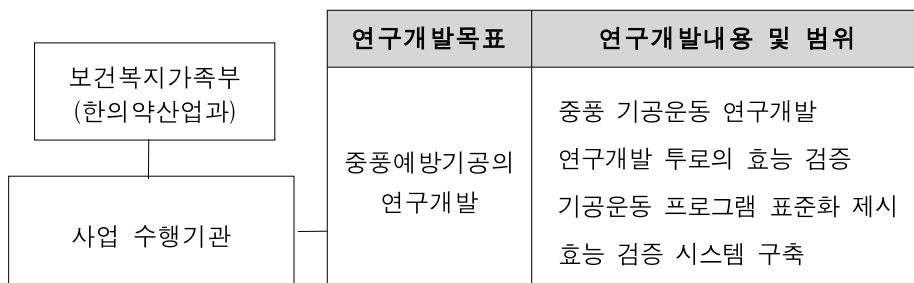 보건복지가족부
(한의약산업과)
사업 수행기관
연구개발목표
연구개발내용 및 범위
중풍예방기공의
연구개발
중풍 기공운동 연구개발
연구개발 투로의 효능 검증
기공운동 프로그램 표준화 제시
효능 검증 시스템 구축